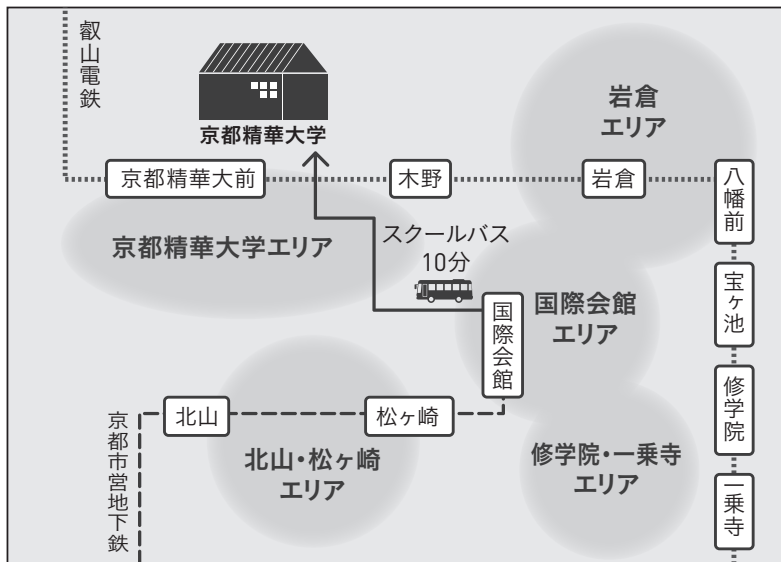 叡山電鉄
京都精華大学
岩倉
エリア
京都精華大前
木野
岩倉
八幡前
京都精華大学エリア
スクールバス
10分
宝ヶ池
国際会館
国際会館
エリア
修学院
北山
松ヶ崎
京都市営地下鉄
北山・松ヶ崎
エリア
修学院・一乗寺
エリア
一乗寺